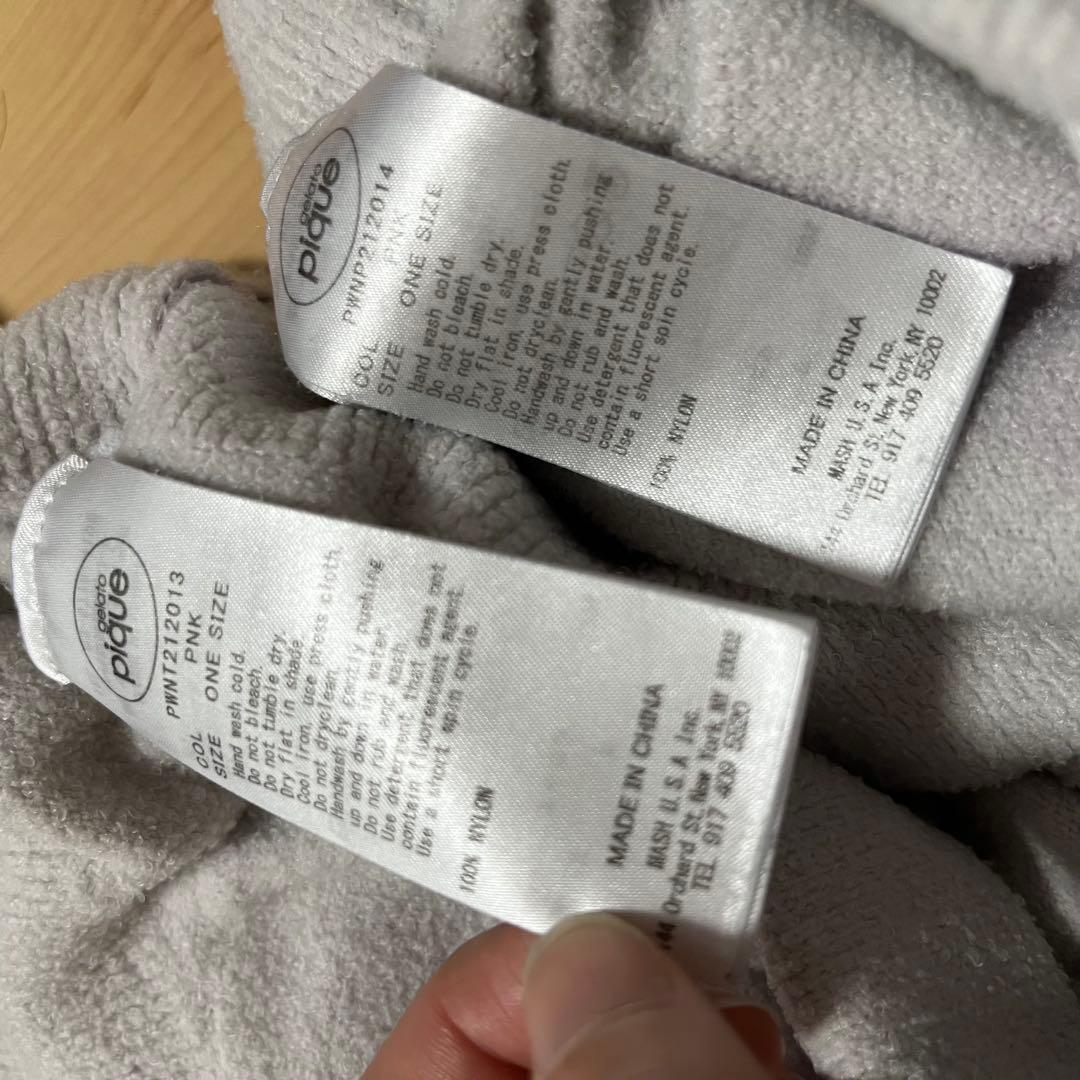 gelato
pique
PWNP212014
COL PNK
SIZE ONE SIZE
Hand wash cold.
Do not bleach.
Do not tumble dry.
Dry flat in shade.
Cool iron, use press cloth.
Do not dryclean.
Handwash by gently pushing
up and down in water.
Do not rub and wash.
Use detergent that does not
contain fluoresent agent.
Use a short spin cycle.
100% NYLON
MADE IN CHINA
MASH U.S.A Inc.
Orchard St. New York. NY 10002
TEL 917 409 5520
gelato
pique
PWNT212013
COL PNK
SIZE ONE SIZE
Hand wash cold.
Do not bleach.
Do not tumble dry.
Dry flat in shade.
Cool iron, use press cloth.
Do not dryclean.
Handwash by gently pushing
up and down in water.
Do not rub and wash.
Use detergent that does not
contain fluorescent agent.
Use a short spin cycle.
100% NYLON
MADE IN CHINA
MASH U.S.A Inc.
44 Orchard St. New York. NY 10002
TEL 917 409 5520